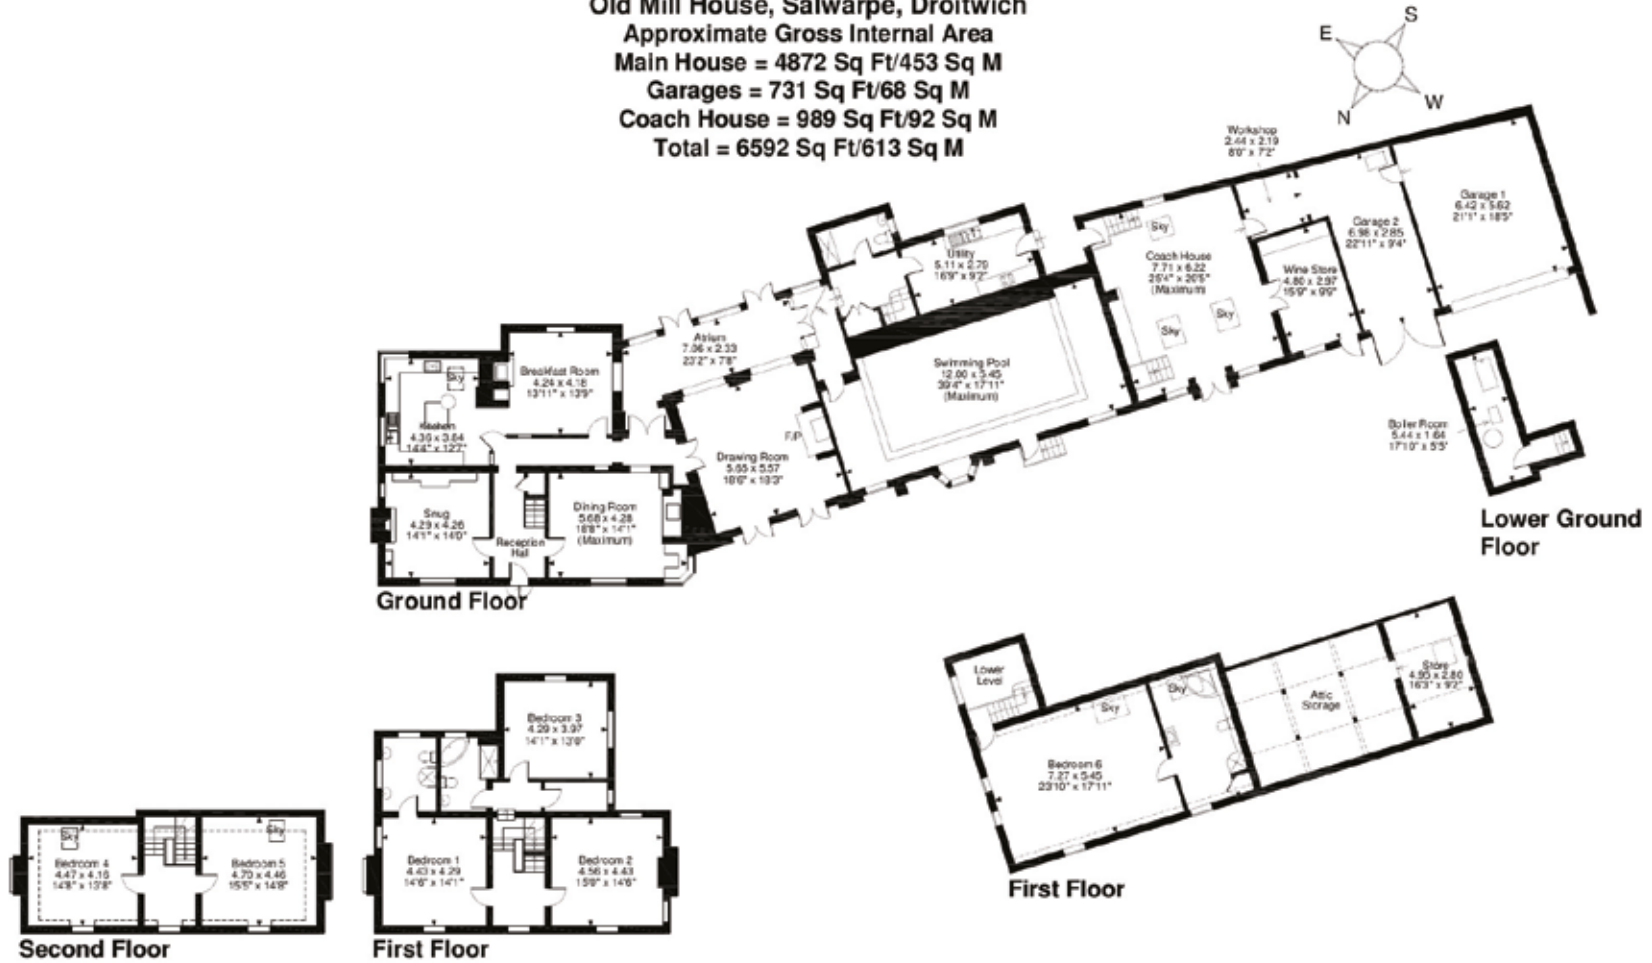 Old Mill House, Salwarpe, Droitwich
Approximate Gross Internal Area
Main House = 4872 Sq Ft/453 Sq M
Garages = 731 Sq Ft/68 Sq M
Coach House = 989 Sq Ft/92 Sq M
Total = 6592 Sq Ft/613 Sq M
S
E
W
N
Workshop
2.44 x 2.19
8'0" x 7'2"
Garage 1
6.42 x 5.62
21'1" x 18'5"
Garage 2
6.98 x 2.85
22'11" x 9'4"
Sky
Coach House
7.71 x 6.22
25'4" x 20'5"
(Maximum)
Wine Store
4.80 x 2.97
15'9" x 9'9"
Sky
Sky
Utility
5.11 x 2.79
16'9" x 9'2"
Atrium
7.06 x 2.33
23'2" x 7'8"
Swimming Pool
12.00 x 5.45
39'4" x 17'11"
(Maximum)
Breakfast Room
4.24 x 4.18
13'11" x 13'9"
Sky
Kitchen
4.36 x 3.84
14'4" x 12'7"
F/P
Drawing Room
5.65 x 5.57
18'6" x 18'3"
Snug
4.29 x 4.26
14'1" x 14'0"
Reception
Hall
Dining Room
5.68 x 4.28
18'8" x 14'1"
(Maximum)
Ground Floor
Boiler Room
5.44 x 1.64
17'10" x 5'5"
Lower Ground
Floor
Lower
Level
Sky
Sky
Bedroom 6
7.27 x 5.45
23'10" x 17'11"
Attic
Storage
Store
4.95 x 2.80
16'3" x 9'2"
First Floor
Bedroom 3
4.29 x 3.97
14'1" x 13'0"
Bedroom 1
4.43 x 4.29
14'6" x 14'1"
Bedroom 2
4.56 x 4.43
15'0" x 14'6"
First Floor
Sky
Sky
Bedroom 4
4.47 x 4.16
14'8" x 13'8"
Bedroom 5
4.70 x 4.46
15'5" x 14'8"
Second Floor